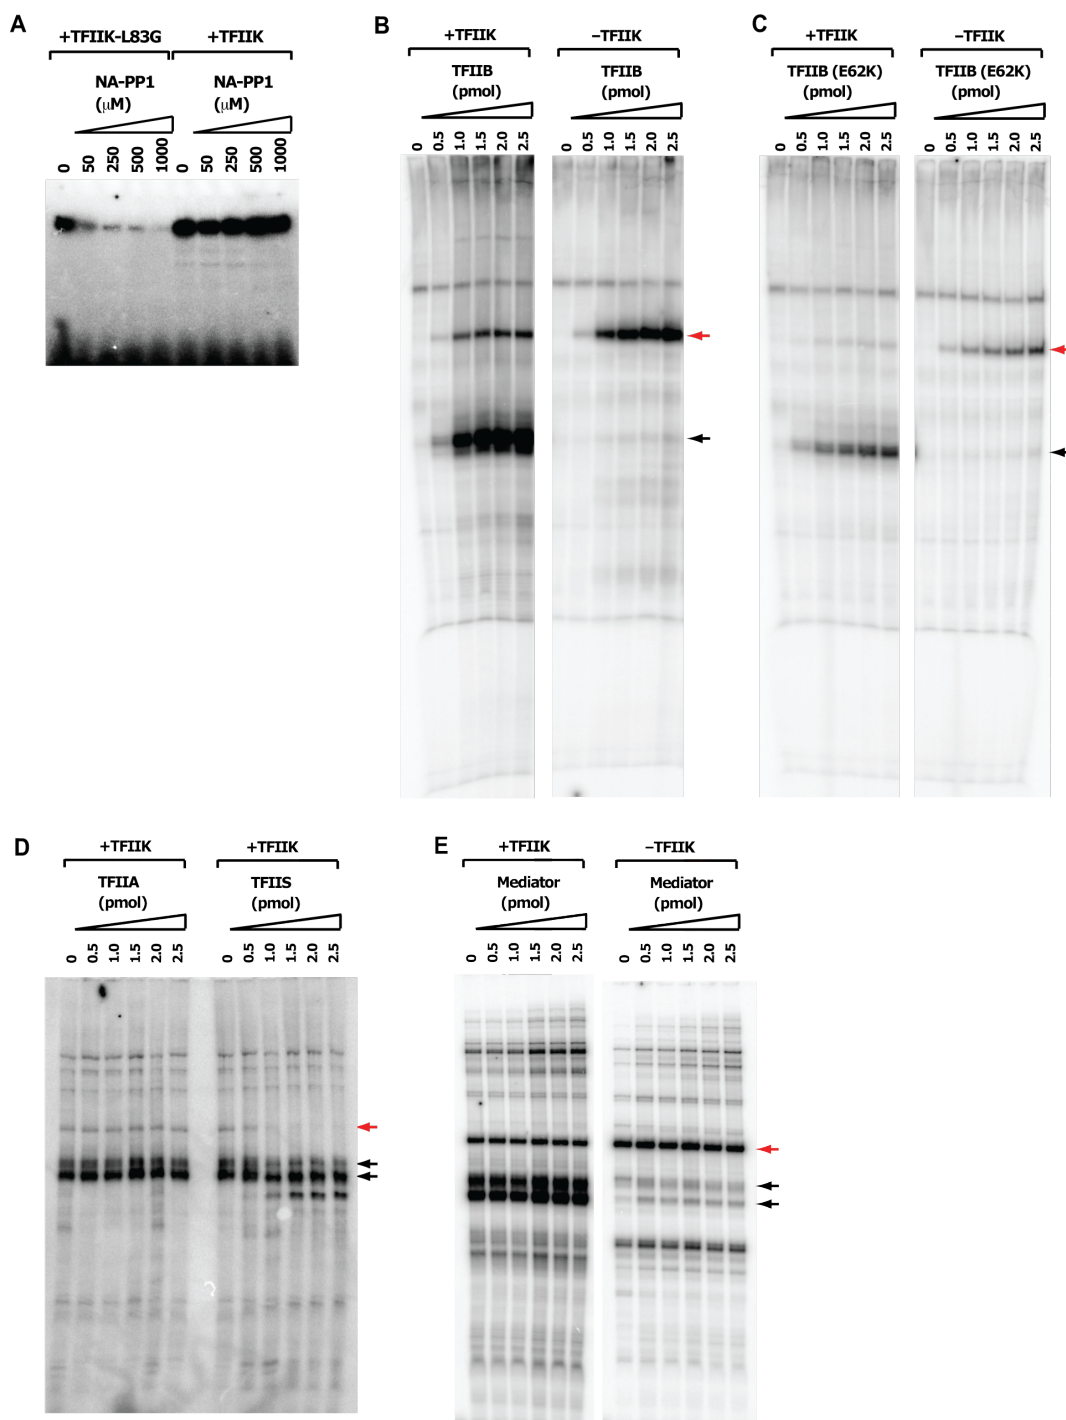 A
+TFIIK-L83G +TFIIK
NA-PP1 NA-PP1
(μM) (μM)
0 50 250 500 1000 0 50 250 500 1000
B
+TFIIK –TFIIK
TFIIB TFIIB
(pmol) (pmol)
0 0.5 1.0 1.5 2.0 2.5 0 0.5 1.0 1.5 2.0 2.5
C
+TFIIK –TFIIK
TFIIB (E62K) TFIIB (E62K)
(pmol) (pmol)
0 0.5 1.0 1.5 2.0 2.5 0 0.5 1.0 1.5 2.0 2.5
D
+TFIIK +TFIIK
TFIIA TFIIS
(pmol) (pmol)
0 0.5 1.0 1.5 2.0 2.5 0 0.5 1.0 1.5 2.0 2.5
E
+TFIIK –TFIIK
Mediator Mediator
(pmol) (pmol)
0 0.5 1.0 1.5 2.0 2.5 0 0.5 1.0 1.5 2.0 2.5